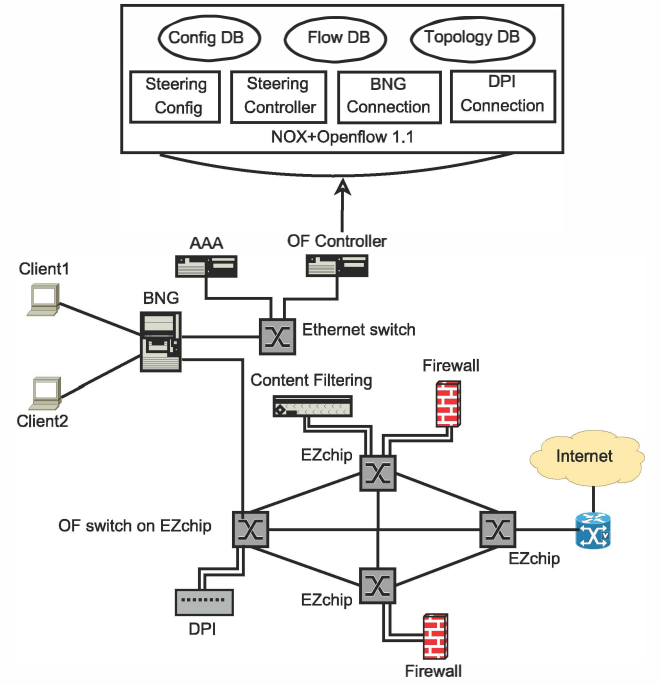 Config DB
Flow DB
Topology DB
Steering
Config
Steering
Controller
BNG
Connection
DPI
Connection
NOX+Openflow 1.1
AAA
OF Controller
Client1
BNG
Ethernet switch
Client2
Content Filtering
Firewall
EZchip
Internet
OF switch on EZchip
EZchip
EZchip
DPI
Firewall